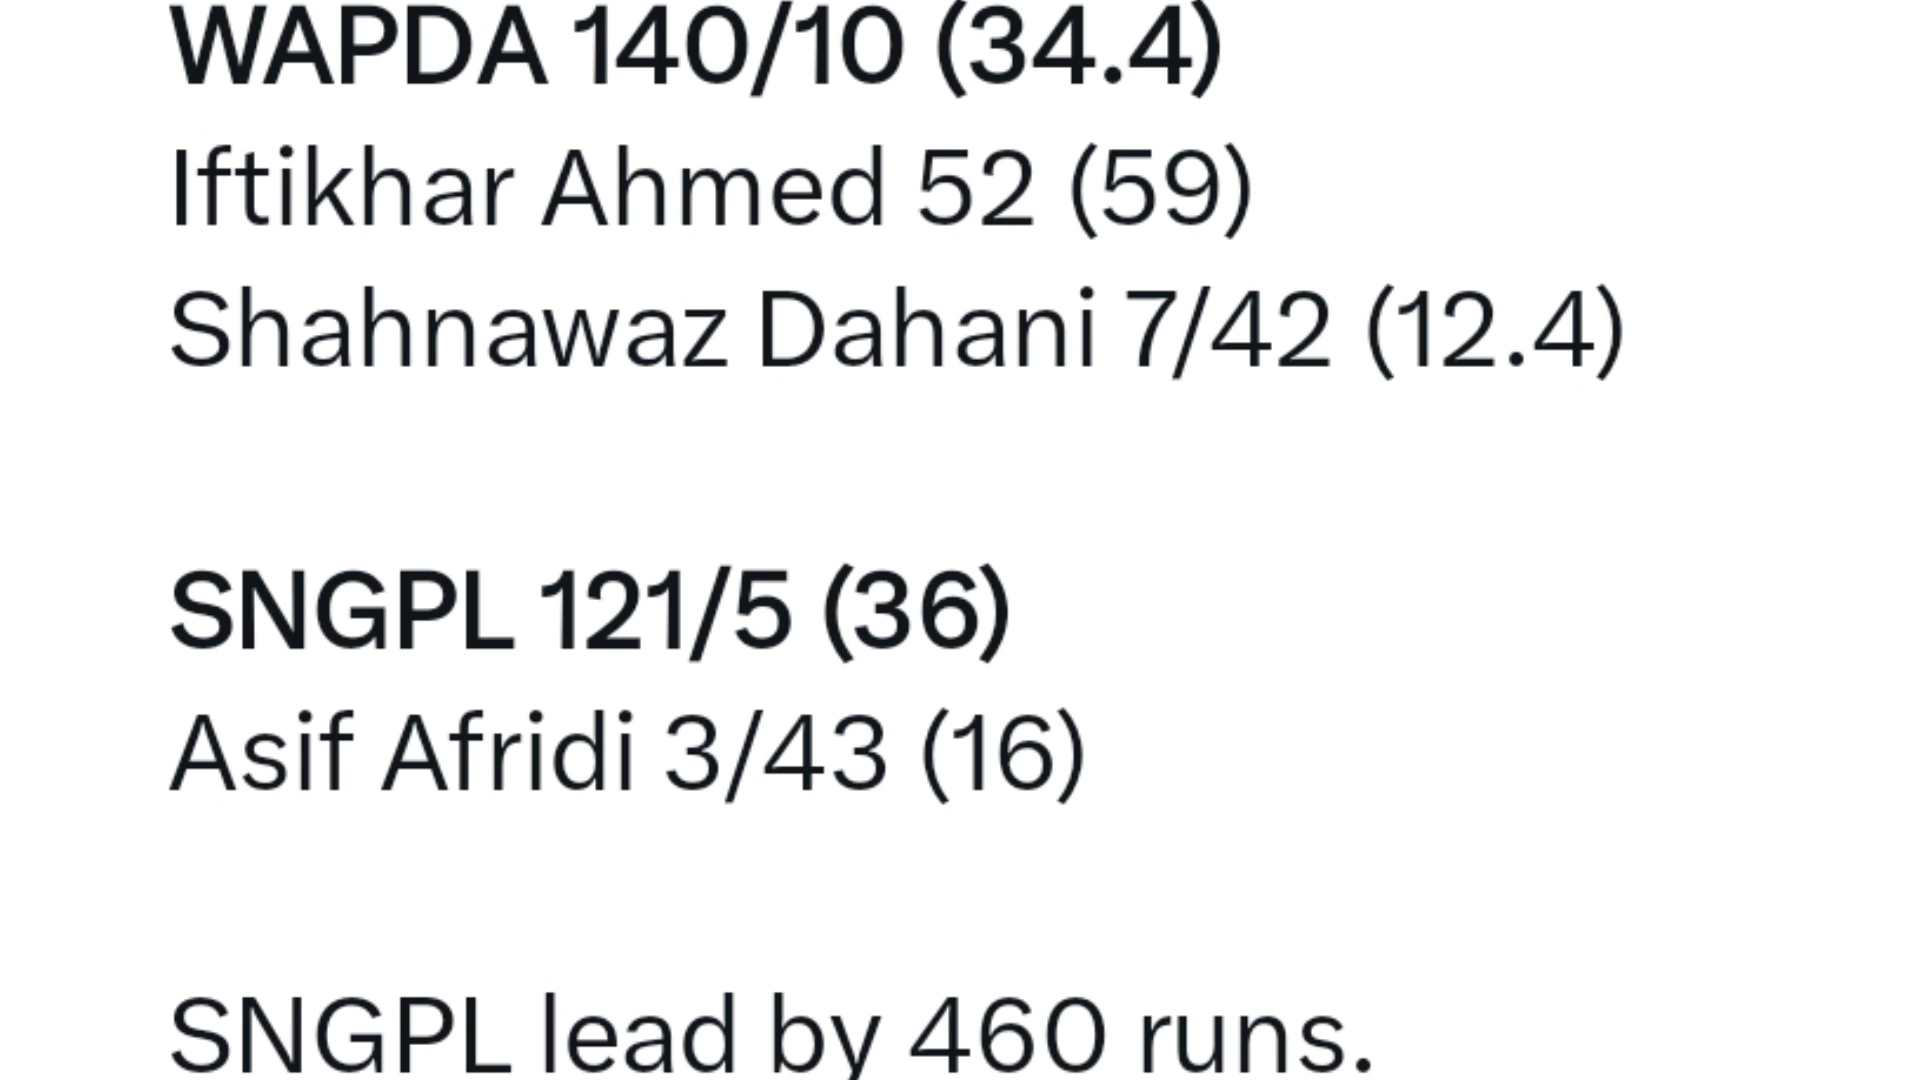 WAPDA 140/10 (34.4)
Iftikhar Ahmed 52 (59)
Shahnawaz Dahani 7/42 (12.4)
SNGPL 121/5 (36)
Asif Afridi 3/43 (16)
SNGPL lead by 460 runs.